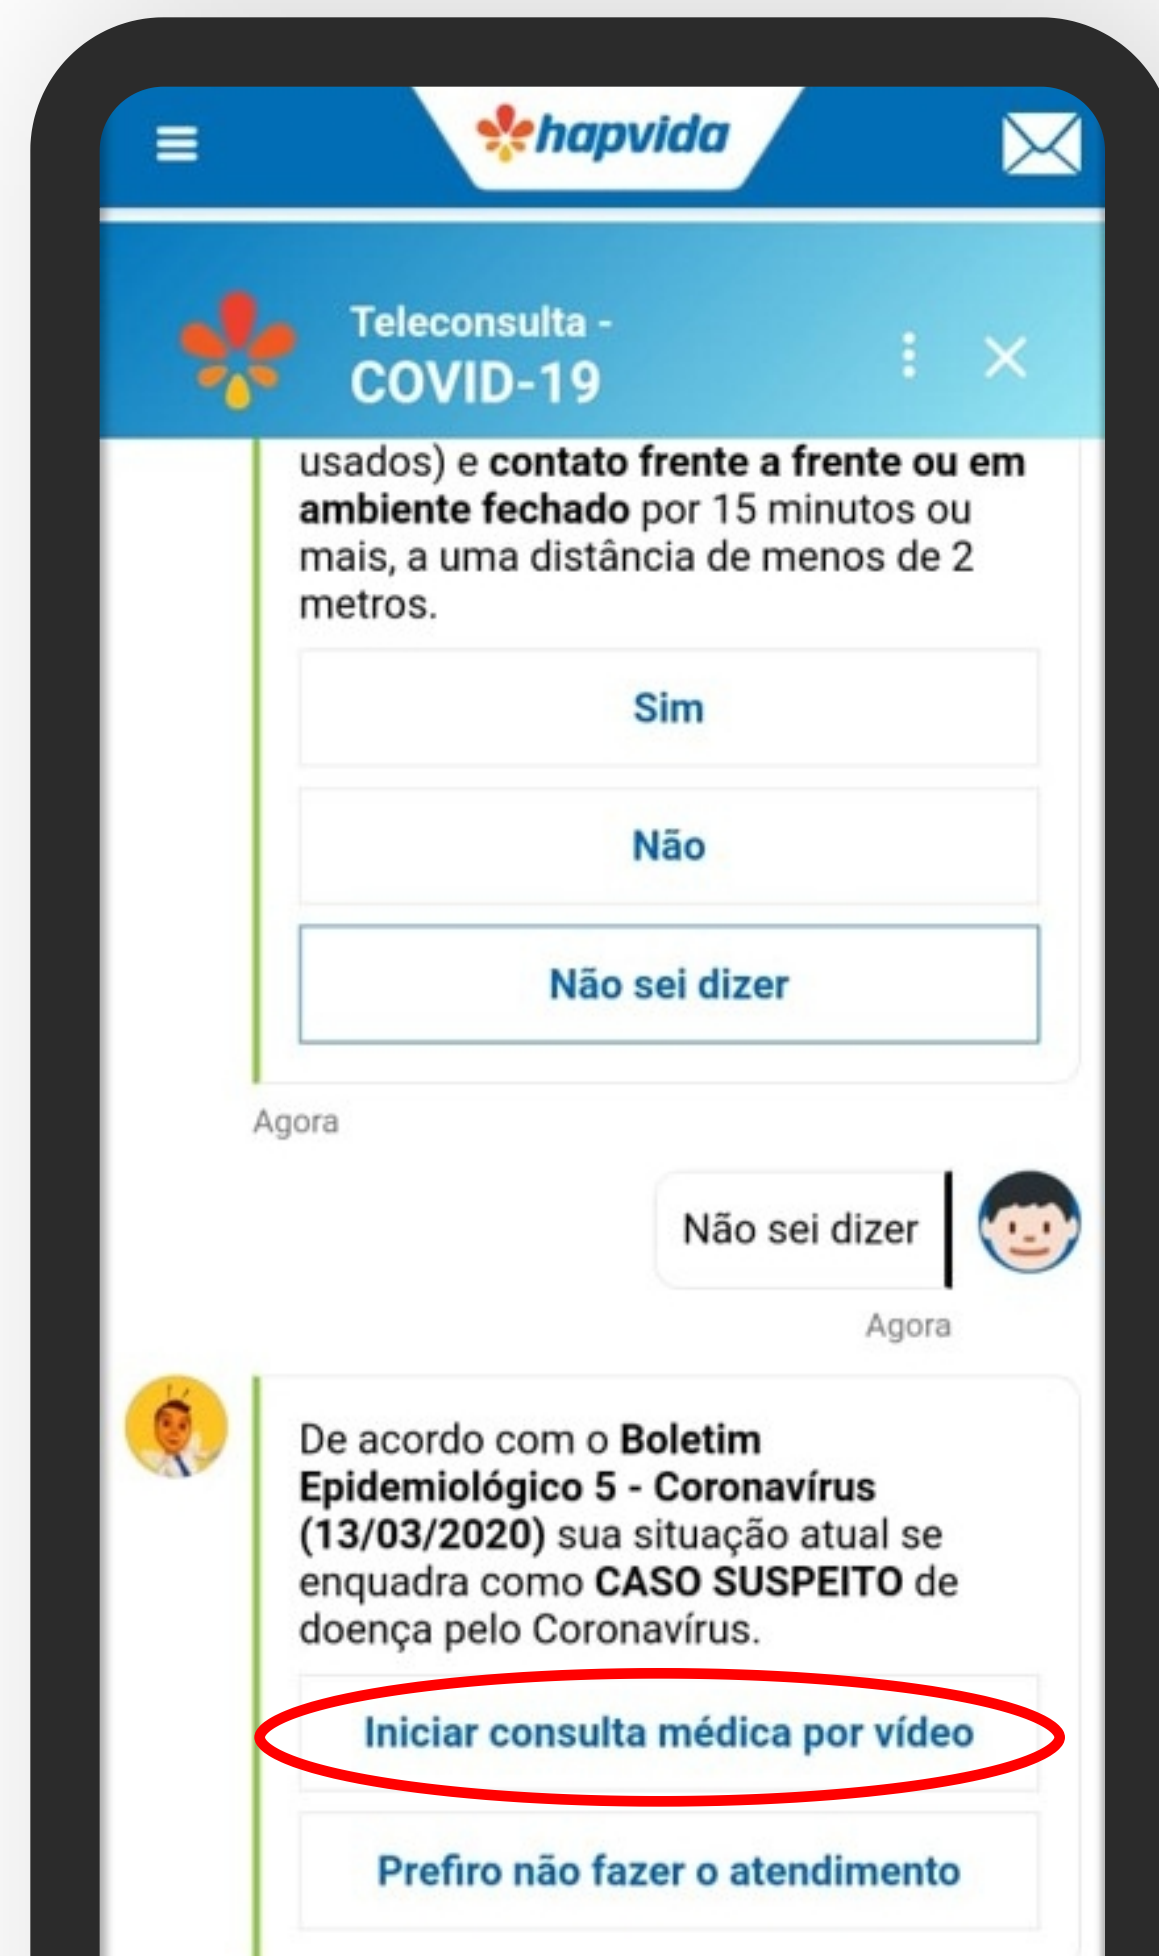 hapvida
Teleconsulta -
COVID-19
usados) e contato frente a frente ou em
ambiente fechado por 15 minutos ou
mais, a uma distância de menos de 2
metros.
Sim
Não
Não sei dizer
Agora
Não sei dizer
Agora
De acordo com o Boletim
Epidemiológico 5 - Coronavírus
(13/03/2020) sua situação atual se
enquadra como CASO SUSPEITO de
doença pelo Coronavírus.
Iniciar consulta médica por vídeo
Prefiro não fazer o atendimento